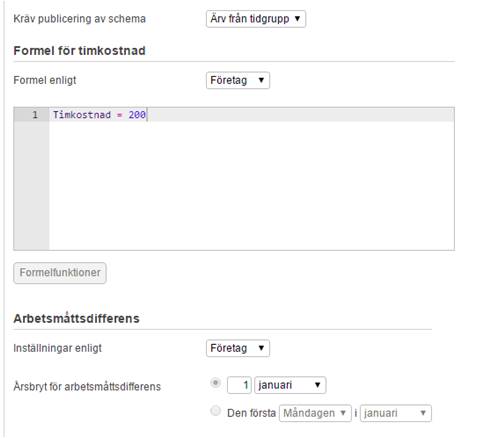 Kräv publicering av schema Ärv från tidgrupp
Formel för timkostnad
Formel enligt Företag
1 Timkostnad = 200
Formelfunktioner
Arbetsmåttsdifferens
Inställningar enligt Företag
Årsbryt för arbetsmåttsdifferens 1 januari
Den första Måndagen i januari